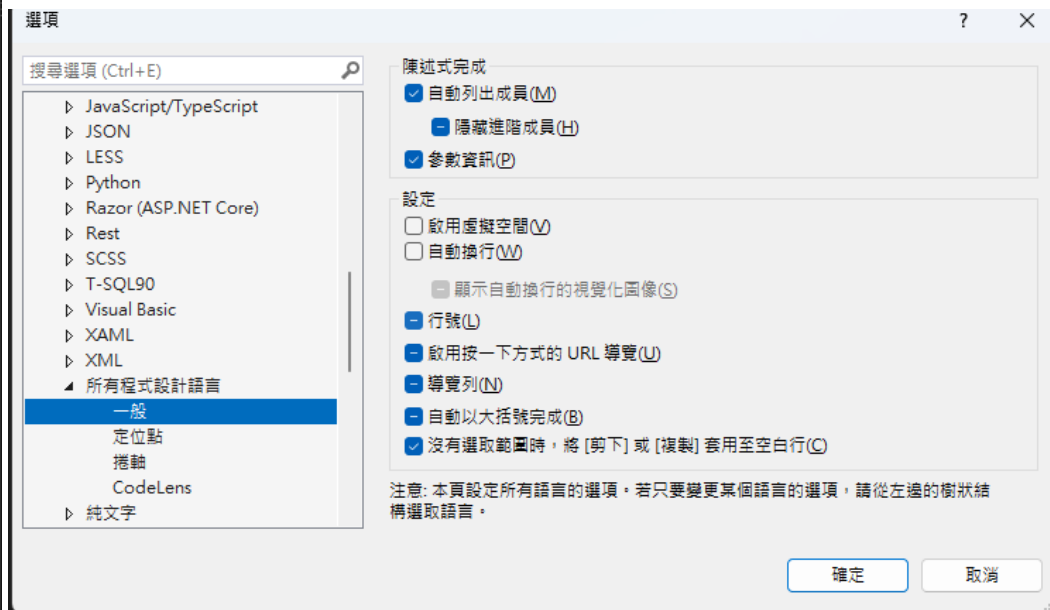 選項
搜尋選項 (Ctrl+E)
JavaScript/TypeScript
JSON
LESS
Python
Razor (ASP.NET Core)
Rest
SCSS
T-SQL90
Visual Basic
XAML
XML
所有程式設計語言
一般
定位點
捲軸
CodeLens
純文字
陳述式完成
自動列出成員(M)
隱藏進階成員(H)
參數資訊(P)
設定
啟用虛擬空間(V)
自動換行(W)
顯示自動換行的視覺化圖像(S)
行號(L)
啟用按一下方式的 URL 導覽(U)
導覽列(N)
自動以大括號完成(B)
沒有選取範圍時，將 [剪下] 或 [複製] 套用至空白行(C)
注意: 本頁設定所有語言的選項。若只要變更某個語言的選項，請從左邊的樹狀結
構選取語言。
確定
取消